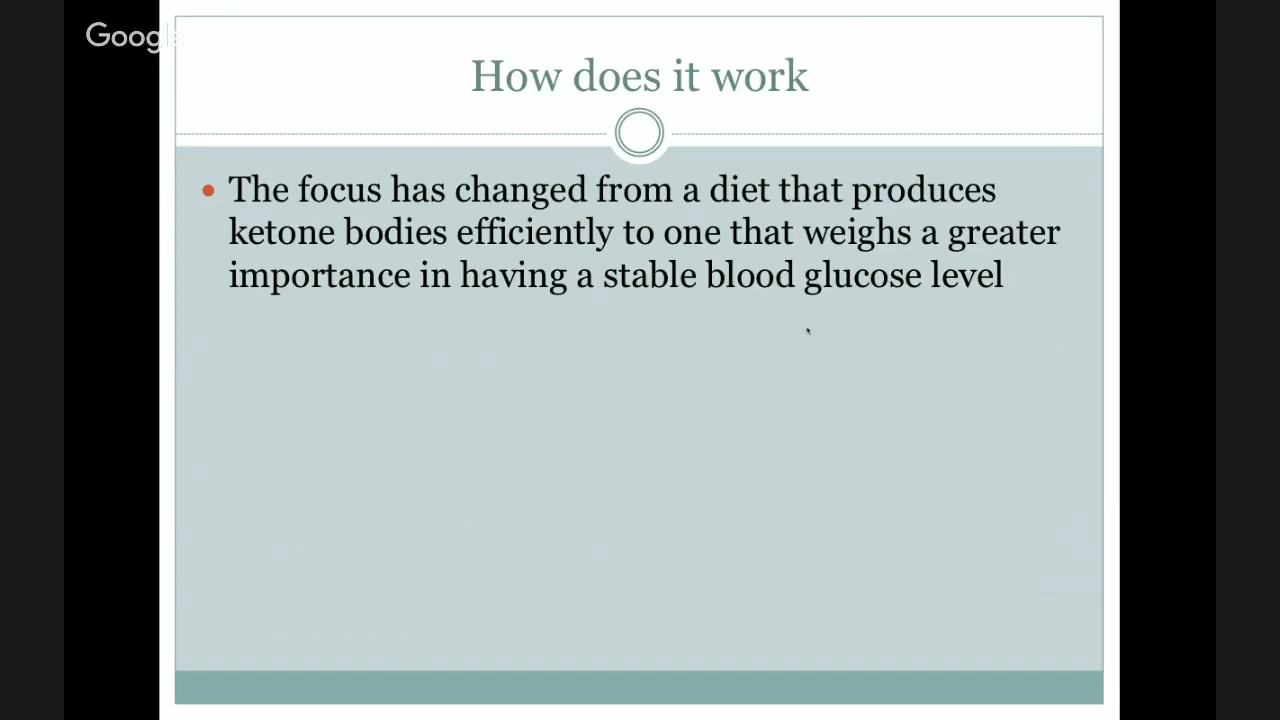 Google
How does it work
The focus has changed from a diet that produces
ketone bodies efficiently to one that weighs a greater
importance in having a stable blood glucose level